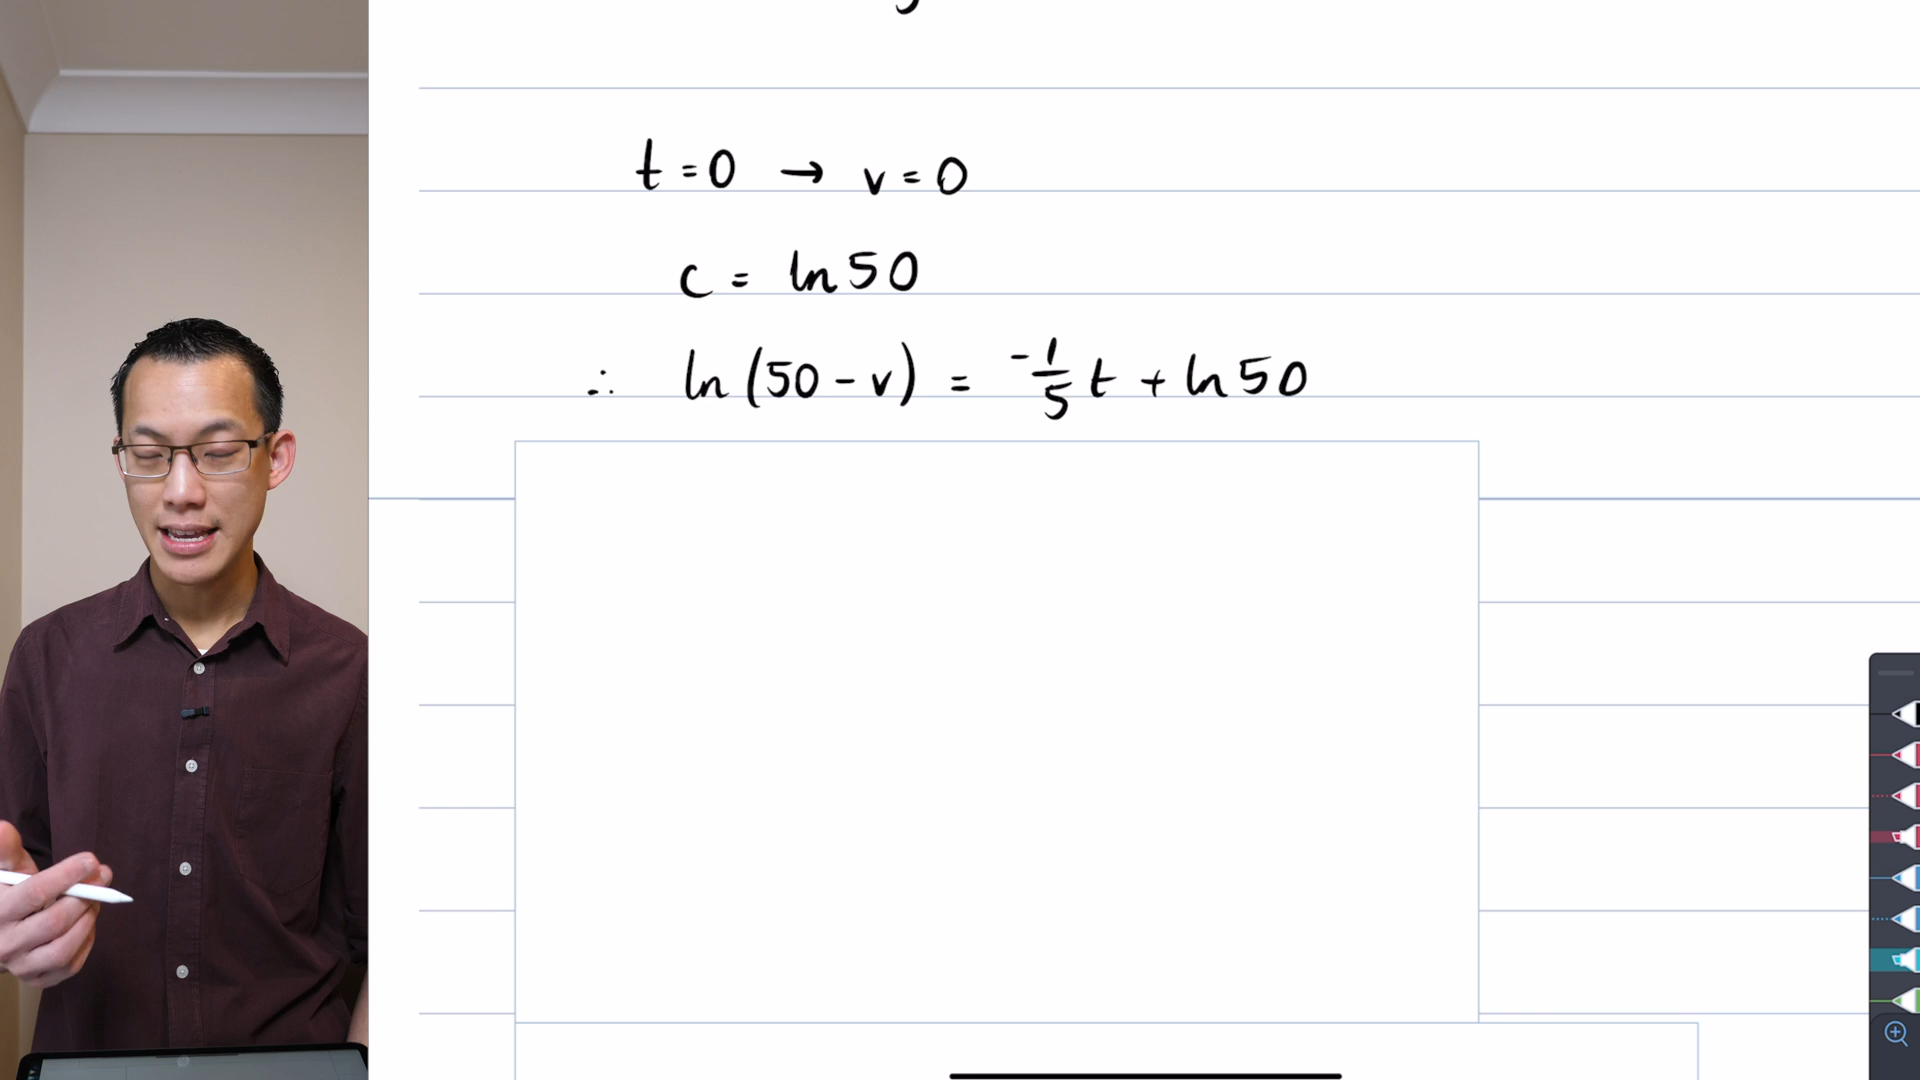 t = 0 → v = 0
c = ln 50
∴ ln (50 - v) = -1/5 t + ln 50